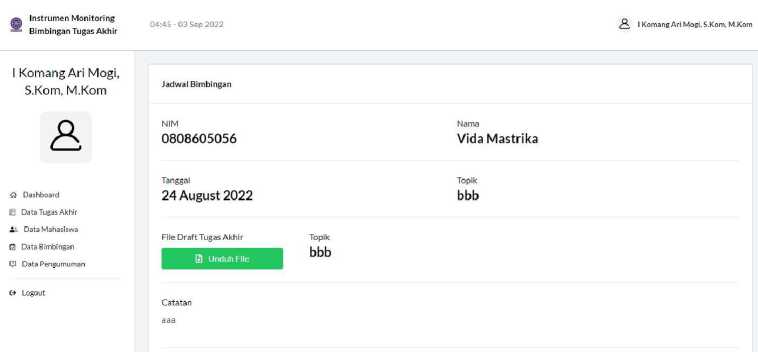 Instrumen Monitoring
Bimbingan Tugas Akhir
04:45 - 03 Sep 2022
I Komang Ari Mogi, S.Kom, M.Kom
I Komang Ari Mogi,
S.Kom, M.Kom
Dashboard
Data Tugas Akhir
Data Mahasiswa
Data Bimbingan
Data Pengumuman
Logout
Jadwal Bimbingan
NIM
0808605056
Nama
Vida Mastrika
Tanggal
24 August 2022
Topik
bbb
File Draft Tugas Akhir
Unduh File
Topik
bbb
Catatan
aaa